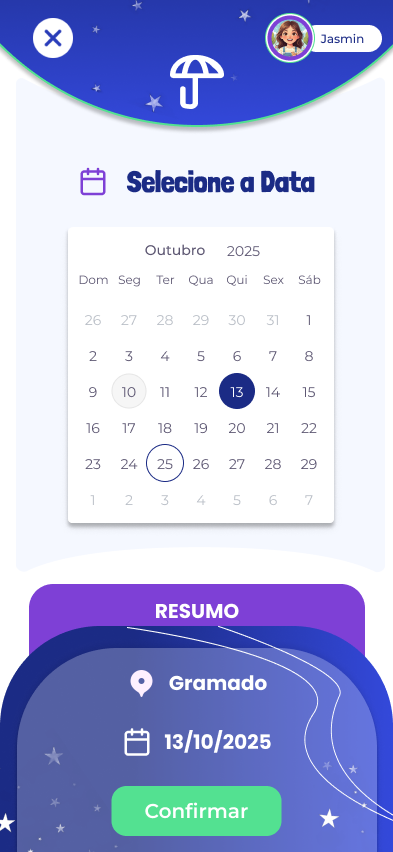 Jasmin
Selecione a Data
Outubro 2025
Dom Seg Ter Qua Qui Sex Sáb
26 27 28 29 30 31 1
2 3 4 5 6 7 8
9 10 11 12 13 14 15
16 17 18 19 20 21 22
23 24 25 26 27 28 29
1 2 3 4 5 6 7
RESUMO
Gramado
13/10/2025
Confirmar